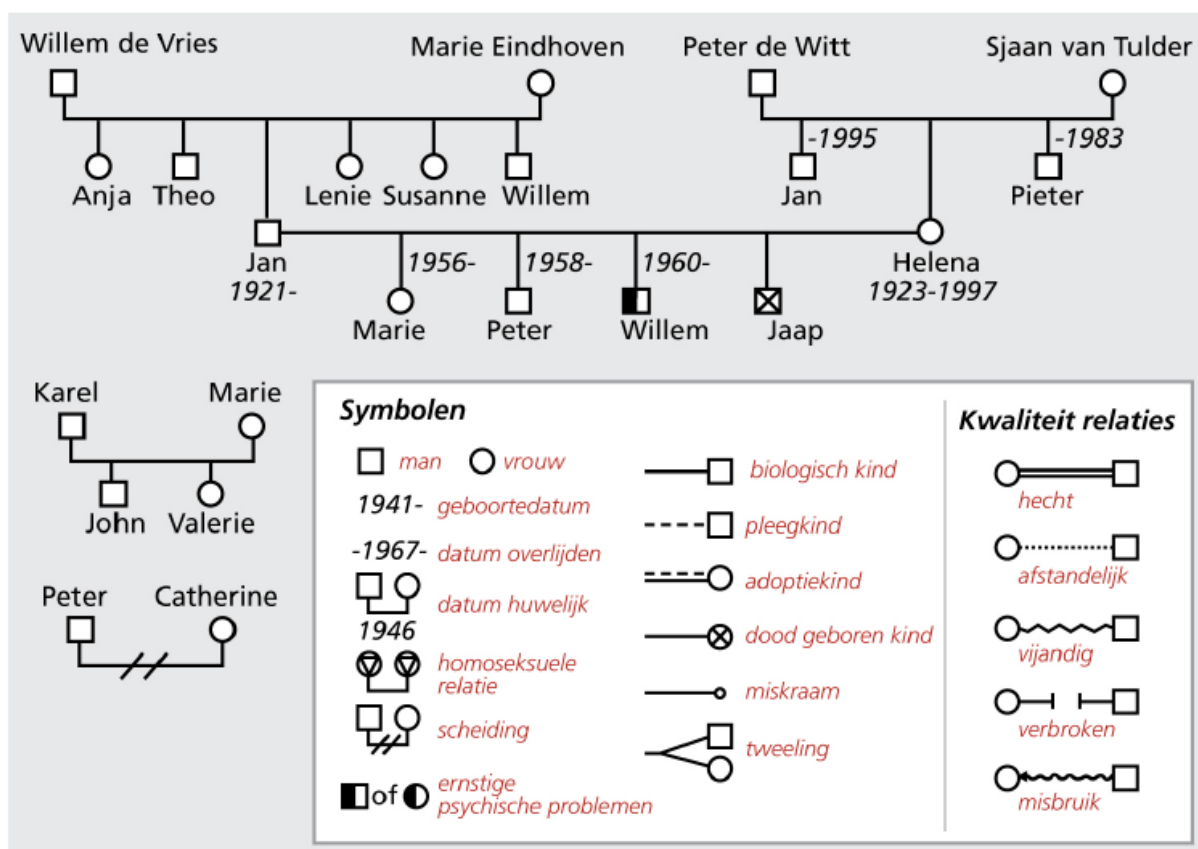 Willem de Vries
Marie Eindhoven
Peter de Witt
Sjaan van Tulder
-1995
-1983
Anja
Theo
Lenie
Susanne
Willem
Jan
Pieter
Jan
1921-
1956-
1958-
1960-
Helena
1923-1997
Marie
Peter
Willem
Jaap
Karel
Marie
John
Valerie
Peter
Catherine
Symbolen
man
vrouw
1941-
geboortedatum
-1967-
datum overlijden
datum huwelijk
1946
homoseksuele
relatie
scheiding
of
ernstige
psychische problemen
biologisch kind
pleegkind
adoptiekind
dood geboren kind
miskraam
tweeling
Kwaliteit relaties
hecht
afstandelijk
vijandig
verbroken
misbruik